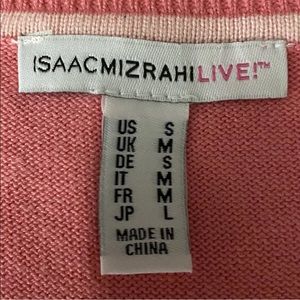 ISAACMIZRAHILIVE!™
US S
UK M
DE S
IT M
FR M
JP L
MADE IN
CHINA